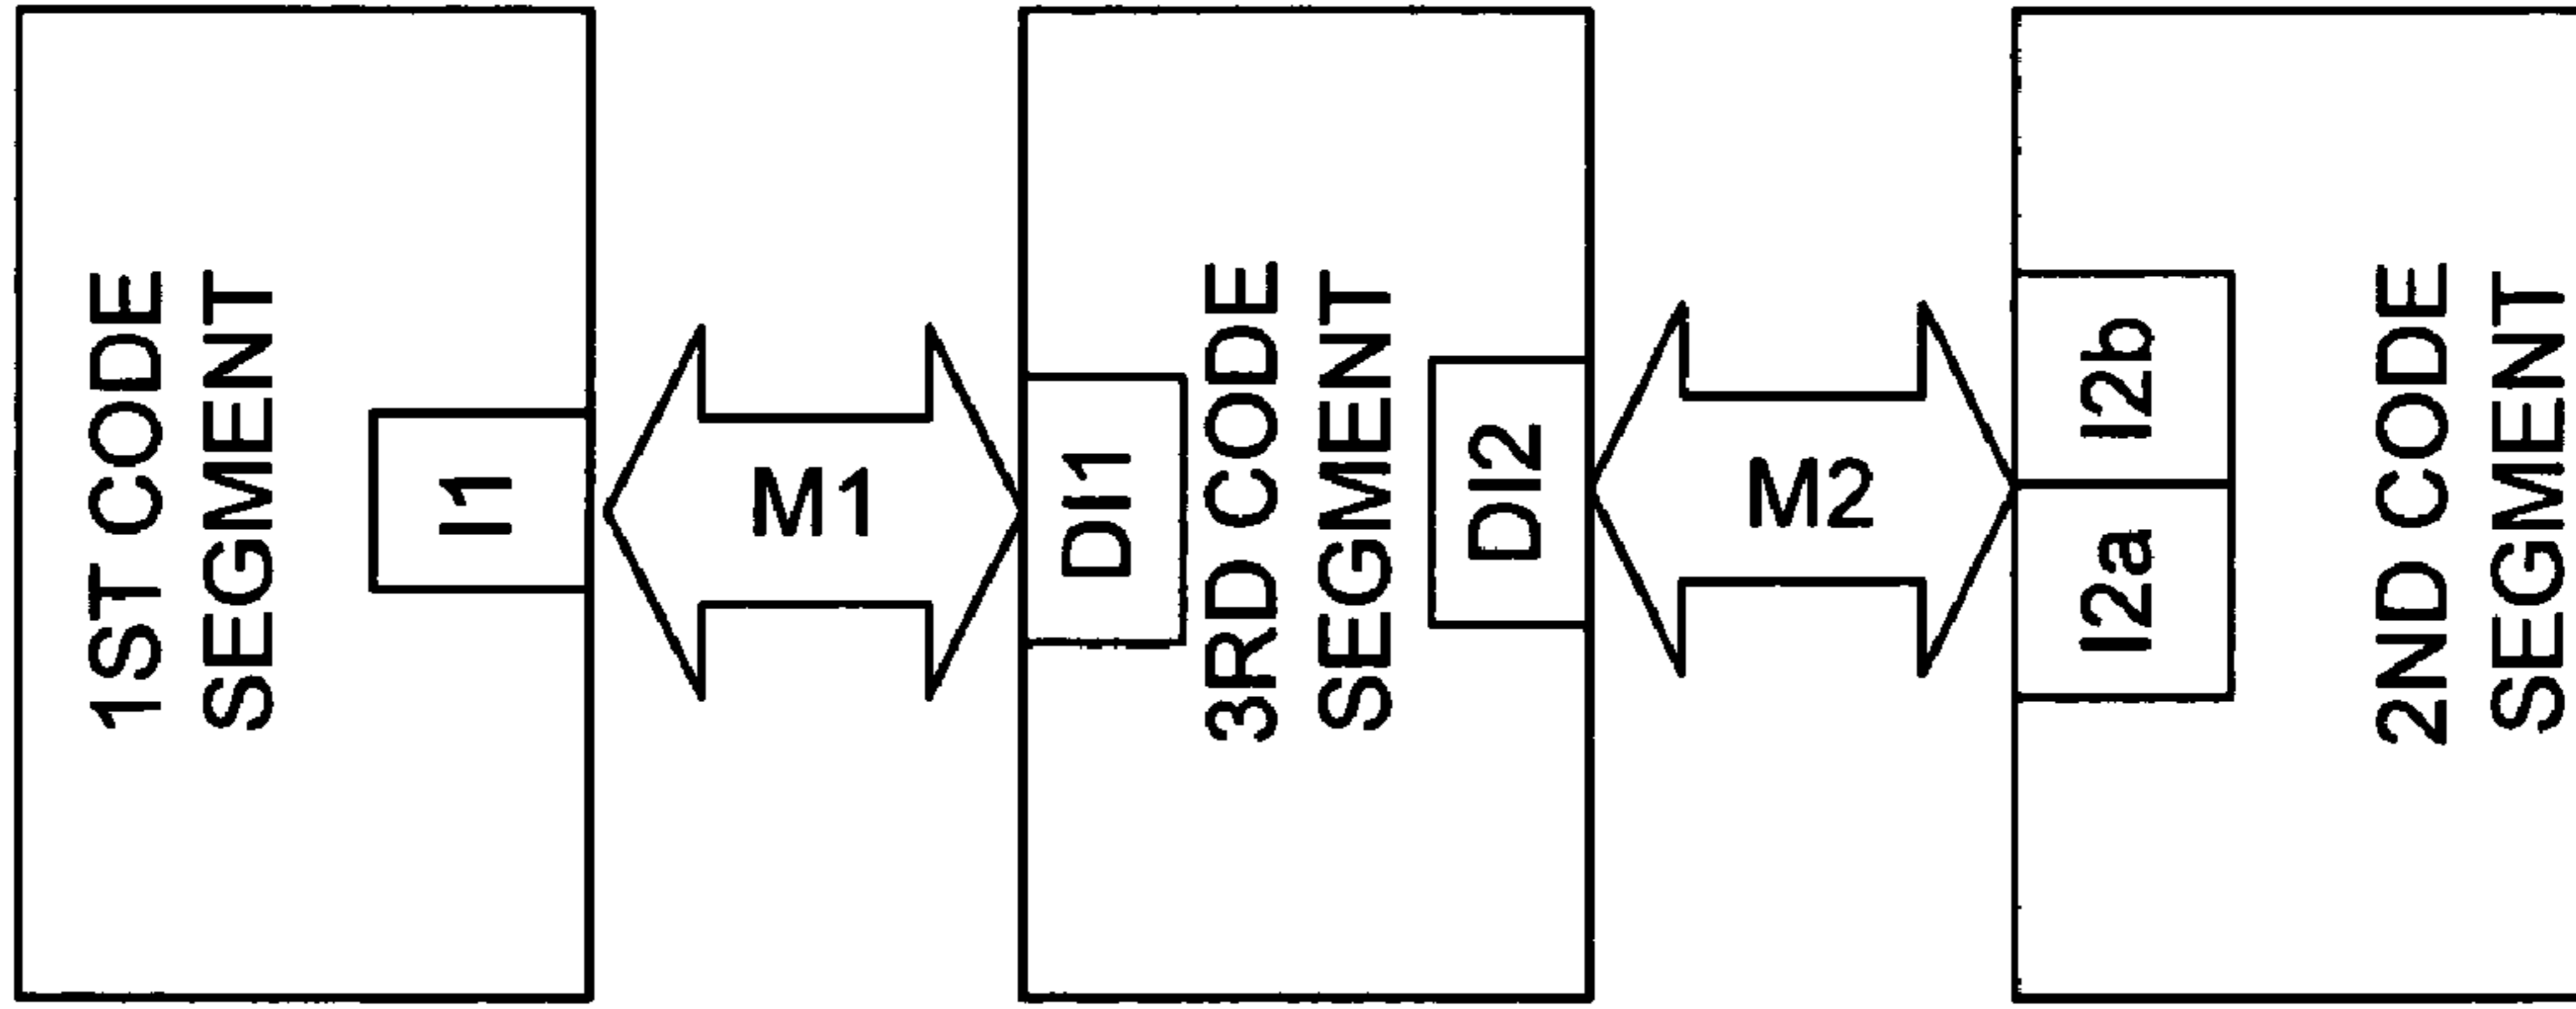 1ST CODE
SEGMENT
I1
M1
DI1
3RD CODE
SEGMENT
DI2
M2
I2a
I2b
2ND CODE
SEGMENT